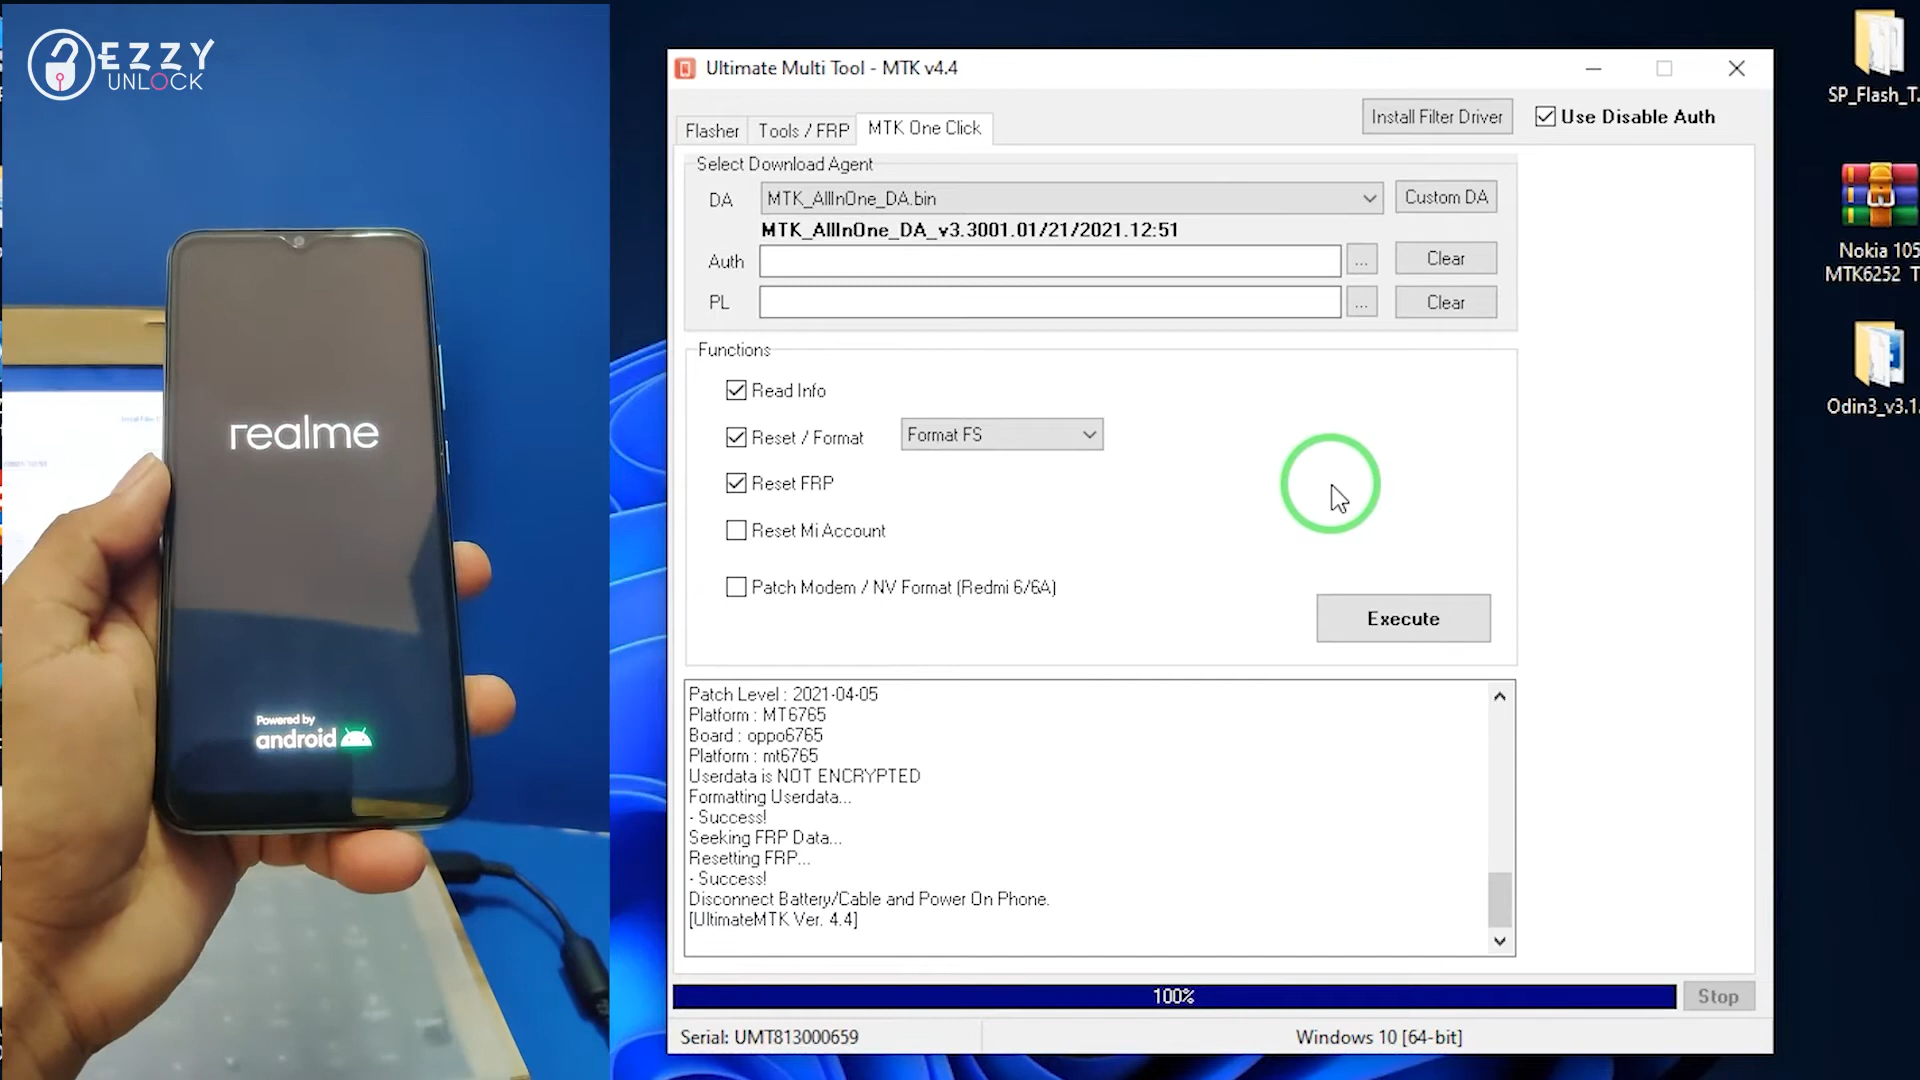 EZZY
UNLOCK
realme
Powered by
android
Ultimate Multi Tool - MTK v4.4
Flasher
Tools / FRP
MTK One Click
Install Filter Driver
Use Disable Auth
Select Download Agent
DA
MTK_AllInOne_DA.bin
Custom DA
MTK_AllInOne_DA_v3.3001.01/21/2021.12:51
Auth
...
Clear
PL
...
Clear
Functions
Read Info
Reset / Format
Format FS
Reset FRP
Reset Mi Account
Patch Modem / NV Format (Redmi 6/6A)
Execute
Patch Level : 2021-04-05
Platform : MT6765
Board : oppo6765
Platform : mt6765
Userdata is NOT ENCRYPTED
Formatting Userdata...
- Success!
Seeking FRP Data...
Resetting FRP...
- Success!
Disconnect Battery/Cable and Power On Phone.
[UltimateMTK Ver. 4.4]
100%
Stop
Serial: UMT813000659
Windows 10 [64-bit]
SP_Flash_T.
Nokia 105
MTK6252 T
Odin3_v3.1.